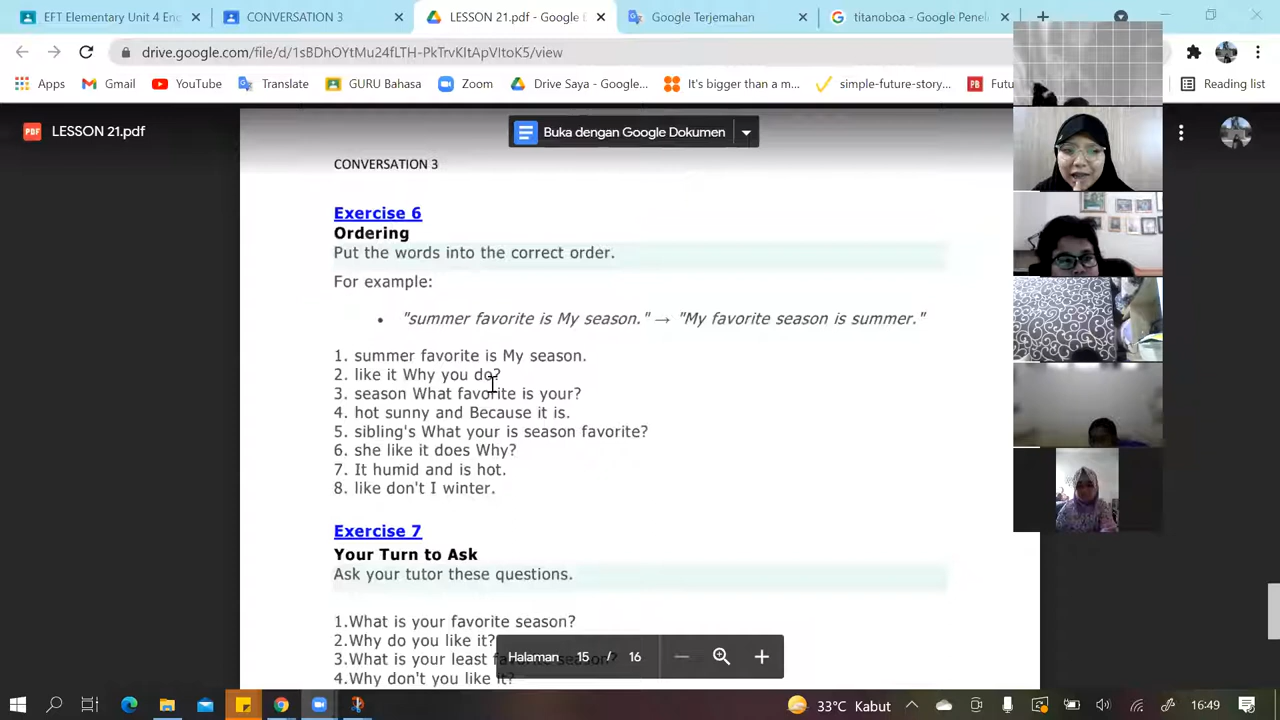 EFT Elementary Unit 4 Enc
CONVERSATION 3
LESSON 21.pdf - Google D
Google Terjemahan
titanoboa - Google Penel
drive.google.com/file/d/1sBDhOYtMu24fLTH-PkTrvKItApVItoK5/view
Apps
Gmail
YouTube
Translate
GURU Bahasa
Zoom
Drive Saya - Googl...
It's bigger than a m...
simple-future-story...
Reading list
PDF LESSON 21.pdf
Buka dengan Google Dokumen
CONVERSATION 3
Exercise 6
Ordering
Put the words into the correct order.
For example:
• "summer favorite is My season." → "My favorite season is summer."
1. summer favorite is My season.
2. like it Why you do?
3. season What favorite is your?
4. hot sunny and Because it is.
5. sibling's What your is season favorite?
6. she like it does Why?
7. It humid and is hot.
8. like don't I winter.
Exercise 7
Your Turn to Ask
Ask your tutor these questions.
1.What is your favorite season?
2.Why do you like it?
3.What is your least favorite season?
4.Why don't you like it?
Halaman 15 / 16
33°C Kabut
16:49